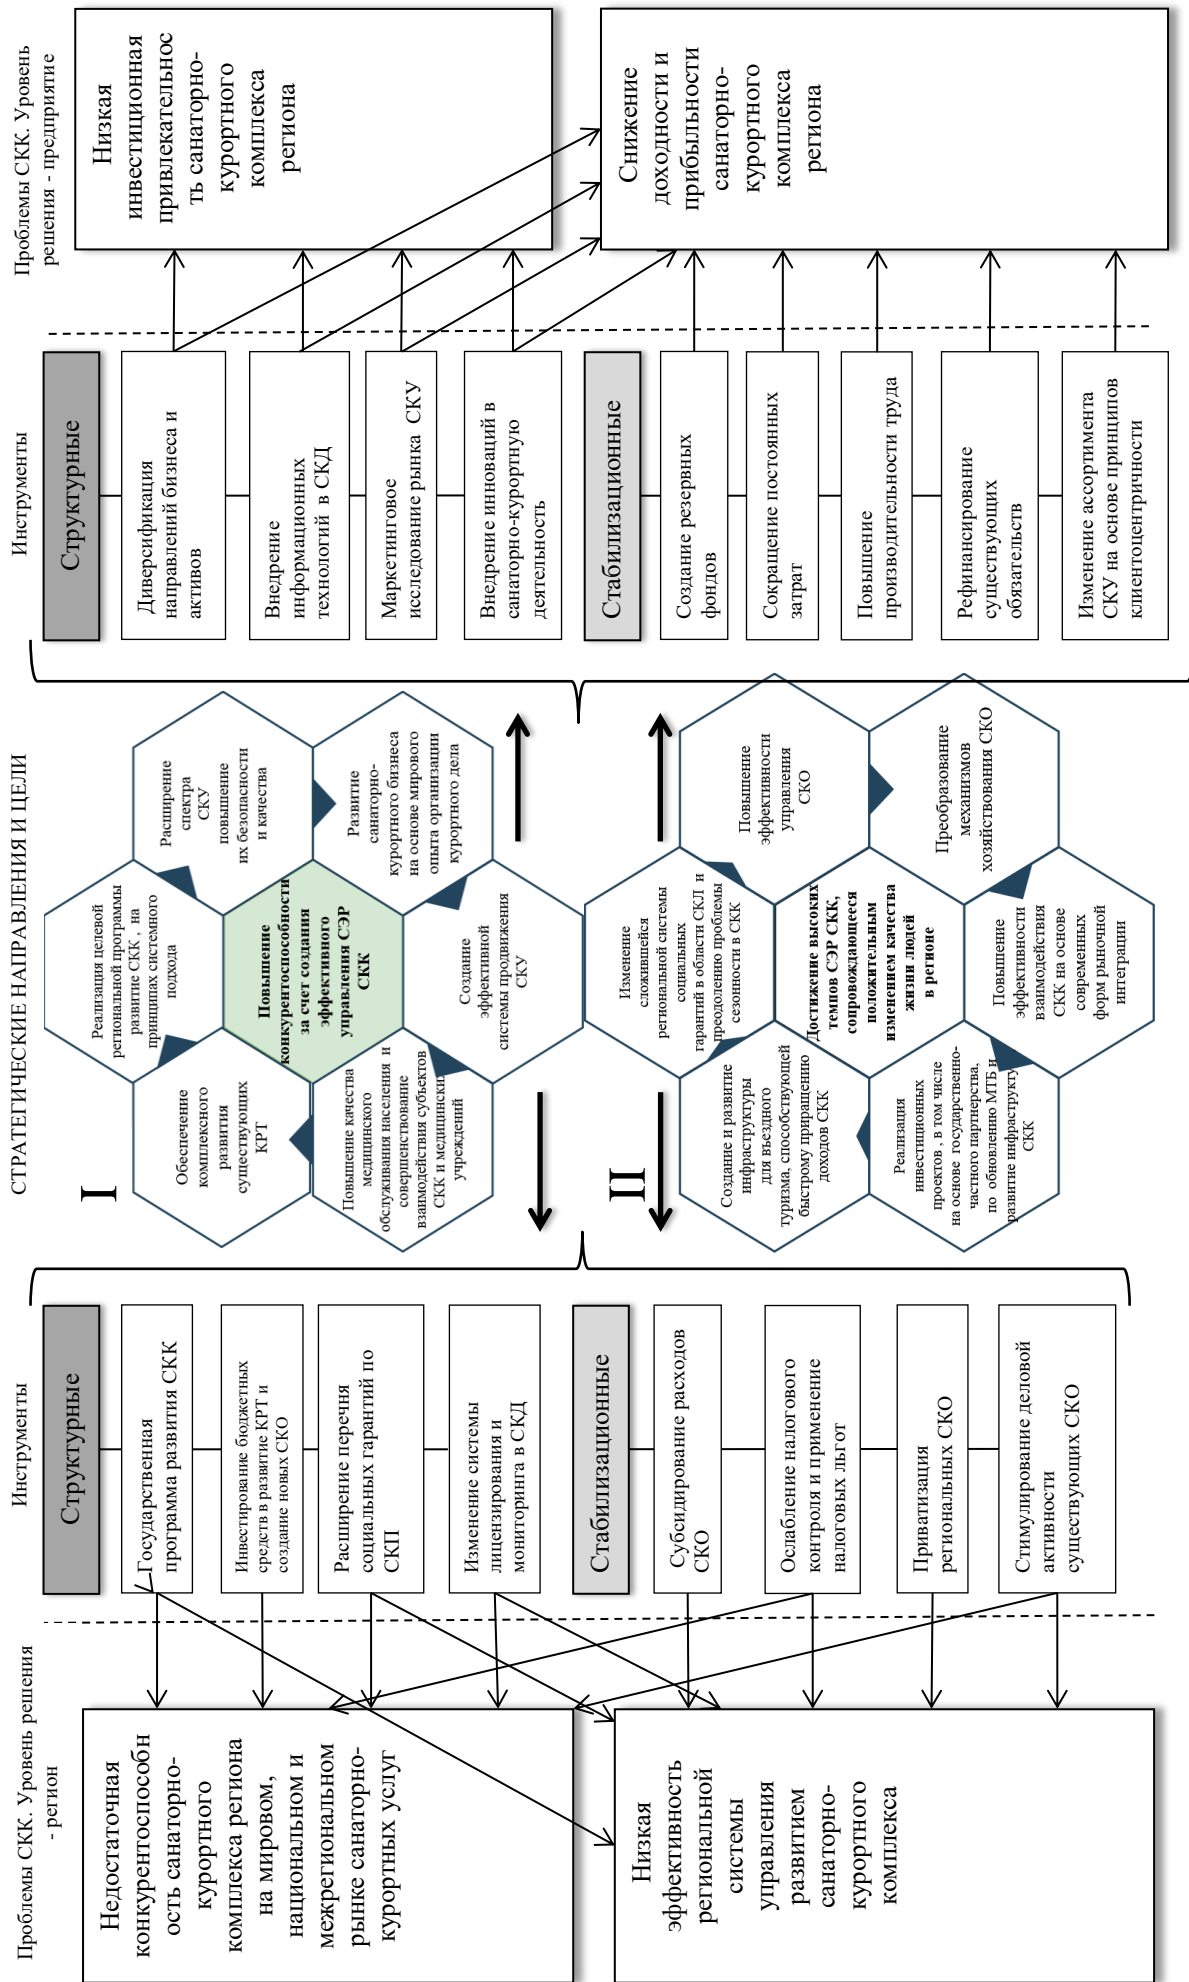 Проблемы СКК. Уровень решения
- регион
Недостаточная
конкурентоспособн
ость санаторно-
курортного
комплекса региона
на мировом,
национальном и
межрегиональном
рынке санаторно-
курортных услуг
Низкая
эффективность
региональной
системы
управления
развитием
санаторно-
курортного
комплекса
Инструменты
Структурные
Государственная
программа развития СКК
Инвестирование бюджетных
средств в развитие КРТ и
создание новых СКО
Расширение перечня
социальных гарантий по
СКП
Изменение системы
лицензирования и
мониторинга в СКД
Стабилизационные
Субсидирование расходов
СКО
Ослабление налогового
контроля и применение
налоговых льгот
Приватизация
региональных СКО
Стимулирование деловой
активности
существующих СКО
СТРАТЕГИЧЕСКИЕ НАПРАВЛЕНИЯ И ЦЕЛИ
I
Обеспечение
комплексного
развития
существующих
КРТ
Реализация целевой
региональной программы
развитие СКК , на
принципах системного
подхода
Расширение
спектра
СКУ
повышение
их безопасности
и качества
Повышение
конкурентоспособности
за счет создания
эффективного
управления СЭР
СКК
Повышение качества
медицинского
обслуживания населения и
совершенствование
взаимодействия субъектов
СКК и медицинских
учреждений
Создание
эффективной
системы продвижения
СКУ
Развитие
санаторно-
курортного бизнеса
на основе мирового
опыта организации
курортного дела
II
Создание и развитие
инфраструктуры
для въездного
туризма, способствующей
быстрому приращению
доходов СКК
Изменение
сложившейся
региональной системы
социальных
гарантий в области СКЛ и
преодолению проблемы
сезонности в СКК
Повышение
эффективности
управления
СКО
Достижение высоких
темпов СЭР СКК,
сопровождающееся
положительным
изменением качества
жизни людей
в регионе
Реализация
инвестиционных
проектов , в том числе
на основе государственно-
частного партнерства,
по обновлению МТБ и
развитие инфраструкту
СКК
Повышение
эффективности
взаимодействия
СКК на основе
современных
форм рыночной
интеграции
Преобразование
механизмов
хозяйствования СКО
Инструменты
Структурные
Диверсификация
направлений бизнеса и
активов
Внедрение
информационных
технологий в СКД
Маркетинговое
исследование рынка СКУ
Внедрени инноваций в
санаторно-курортную
деятельность
Стабилизационные
Создание резервных
фондов
Сокращение постоянных
затрат
Повышение
производительности труда
Рефинансирование
существующих
обязательств
Изменение ассортимента
СКУ на основе принципов
клиентоцентричности
Проблемы СКК. Уровень
решения - предприятие
Низкая
инвестиционная
привлекательнос
ть санаторно-
курортного
комплекса
региона
Снижение
доходности и
прибыльности
санаторно-
курортного
комплекса
региона